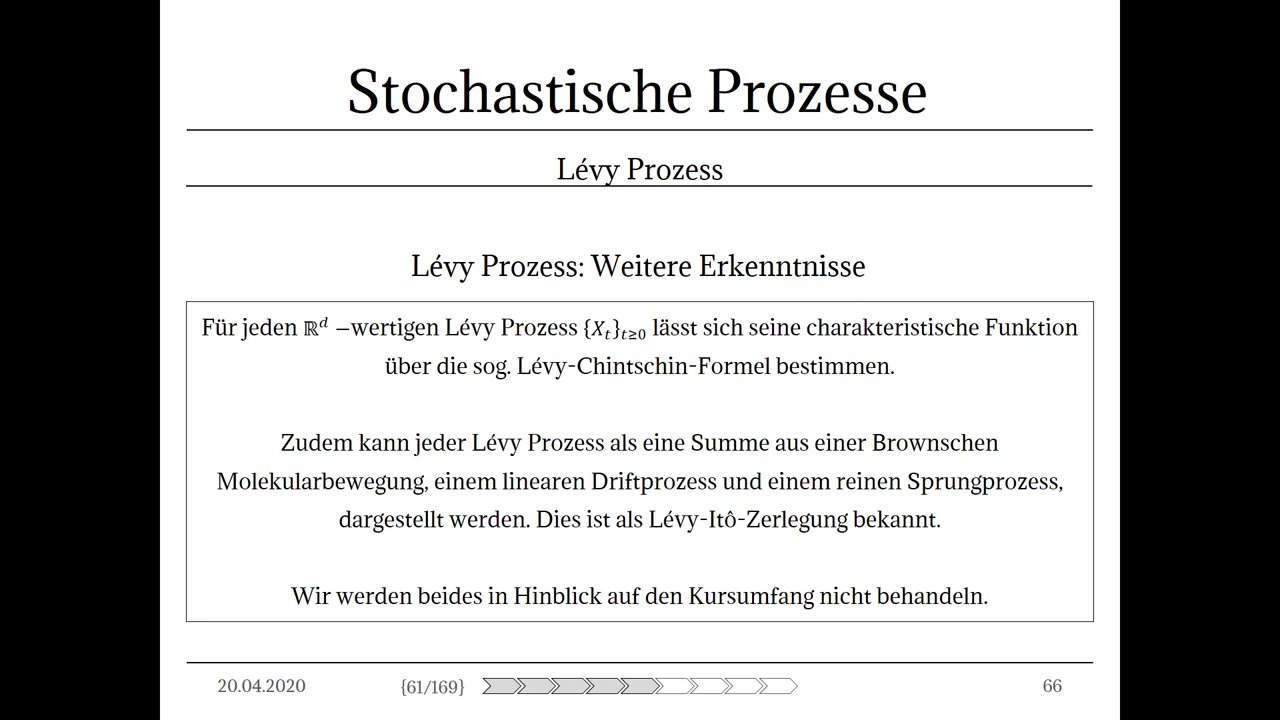 Stochastische Prozesse
Lévy Prozess
Lévy Prozess: Weitere Erkenntnisse
Für jeden ℝᵈ –wertigen Lévy Prozess {Xₜ}ₜ≥₀ lässt sich seine charakteristische Funktion
über die sog. Lévy-Chintschin-Formel bestimmen.
Zudem kann jeder Lévy Prozess als eine Summe aus einer Brownschen
Molekularbewegung, einem linearen Driftprozess und einem reinen Sprungprozess,
dargestellt werden. Dies ist als Lévy-Itô-Zerlegung bekannt.
Wir werden beides in Hinblick auf den Kursumfang nicht behandeln.
20.04.2020 {61/169} 66